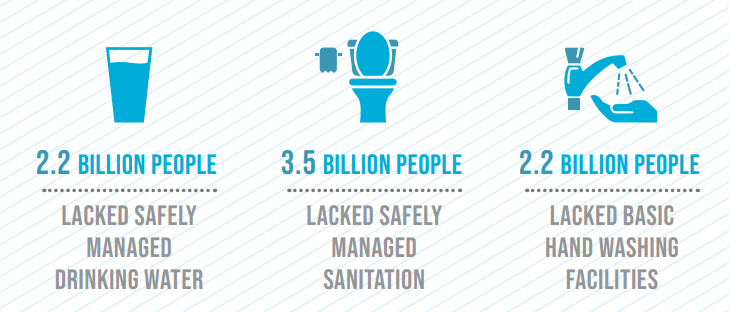 2.2 BILLION PEOPLE
LACKED SAFELY
MANAGED
DRINKING WATER
3.5 BILLION PEOPLE
LACKED SAFELY
MANAGED
SANITATION
2.2 BILLION PEOPLE
LACKED BASIC
HAND WASHING
FACILITIES